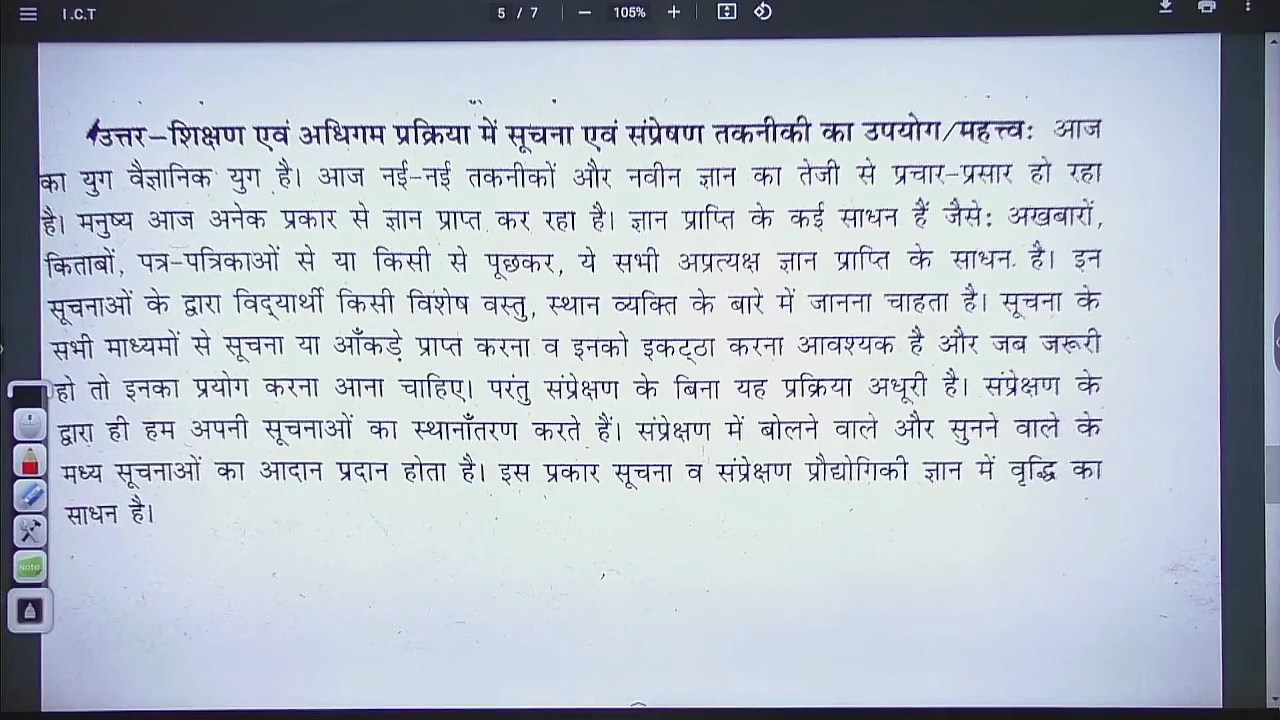 I.C.T
5 / 7
105%
उत्तर–शिक्षण एवं अधिगम प्रक्रिया में सूचना एवं संप्रेषण तकनीकी का उपयोग/महत्त्व: आज
का युग वैज्ञानिक युग है। आज नई-नई तकनीकों और नवीन ज्ञान का तेजी से प्रचार-प्रसार हो रहा
है। मनुष्य आज अनेक प्रकार से ज्ञान प्राप्त कर रहा है। ज्ञान प्राप्ति के कई साधन हैं जैसे: अखबारों,
किताबों, पत्र-पत्रिकाओं से या किसी से पूछकर, ये सभी अप्रत्यक्ष ज्ञान प्राप्ति के साधन है। इन
सूचनाओं के द्वारा विद्‌यार्थी किसी विशेष वस्तु, स्थान व्यक्ति के बारे में जानना चाहता है। सूचना के
सभी माध्यमों से सूचना या आँकड़े प्राप्त करना व इनको इकट्‌ठा करना आवश्यक है और जब जरूरी
हो तो इनका प्रयोग करना आना चाहिए। परंतु संप्रेक्षण के बिना यह प्रक्रिया अधूरी है। संप्रेक्षण के
द्वारा ही हम अपनी सूचनाओं का स्थानाँतरण करते हैं। संप्रेक्षण में बोलने वाले और सुनने वाले के
मध्य सूचनाओं का आदान प्रदान होता है। इस प्रकार सूचना व संप्रेक्षण प्रौद्योगिकी ज्ञान में वृद्धि का
साधन है।
Note